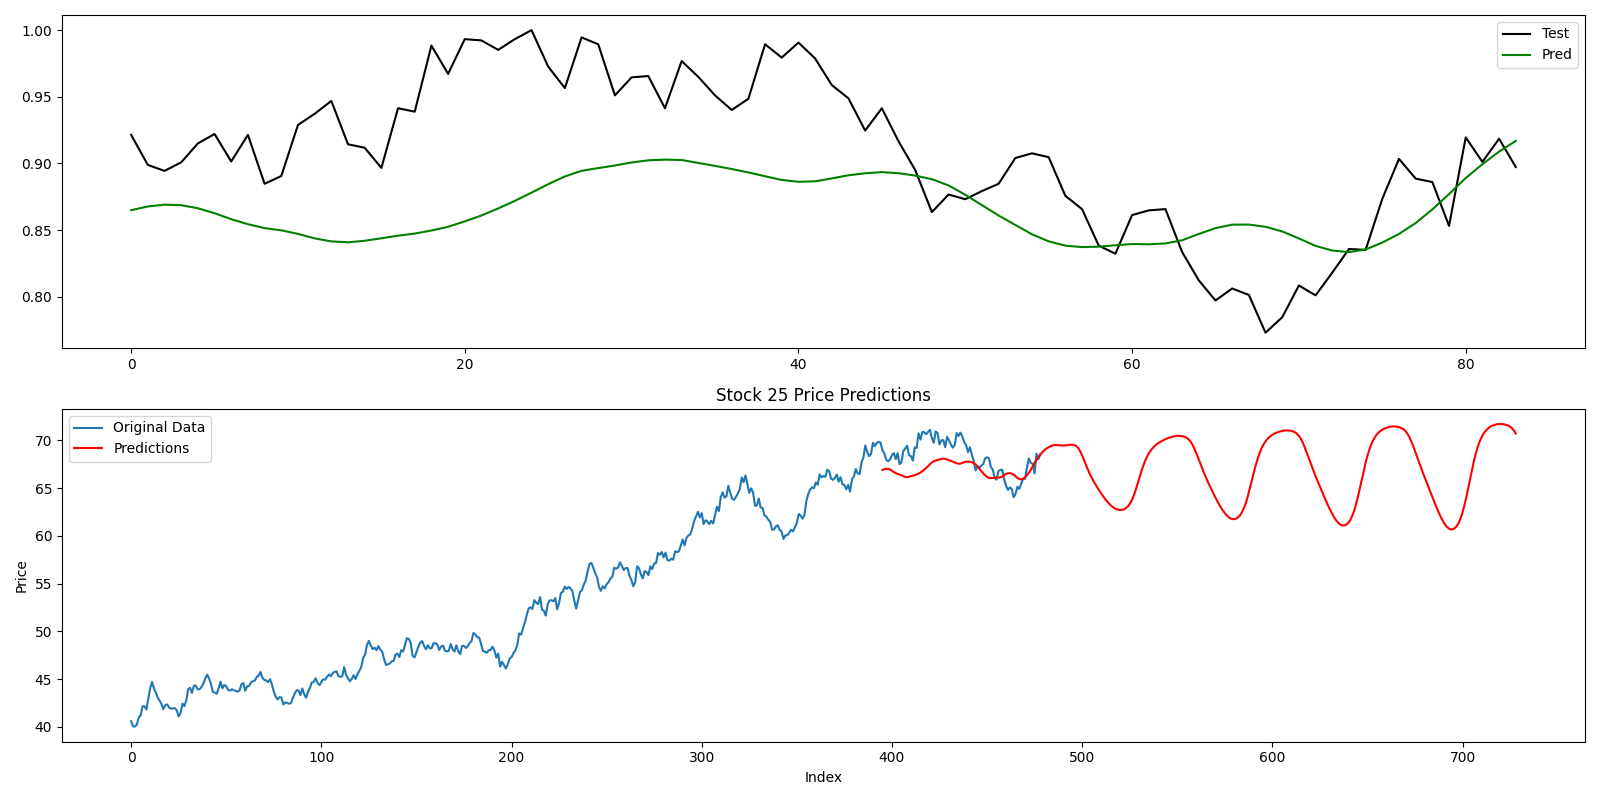 1.00
0.95
0.90
0.85
0.80
Test
Pred
0 20 40 60 80
Stock 25 Price Predictions
Original Data
Predictions
Price
70
65
60
55
50
45
40
0 100 200 300 400 500 600 700
Index